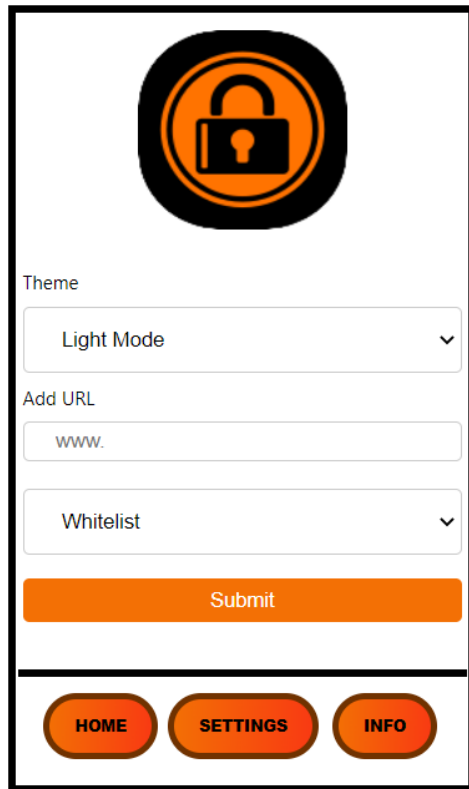 Theme
Light Mode
Add URL
www.
Whitelist
Submit
HOME SETTINGS INFO